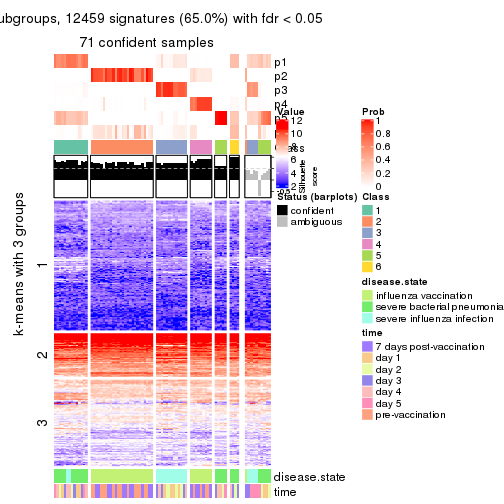 ubgroups, 12459 signatures (65.0%) with fdr < 0.05
71 confident samples
p1
p2
p3
p4
Value
12
10
8
6
4
2
Prob
1
0.8
0.6
0.4
0.2
0
Silhouette
score
Status (barplots)
confident
ambiguous
Class
1
2
3
4
5
6
disease.state
influenza vaccination
severe bacterial pneumonia
severe influenza infection
time
7 days post-vaccination
day 1
day 2
day 3
day 4
day 5
pre-vaccination
k-means with 3 groups
1
2
3
disease.state
time